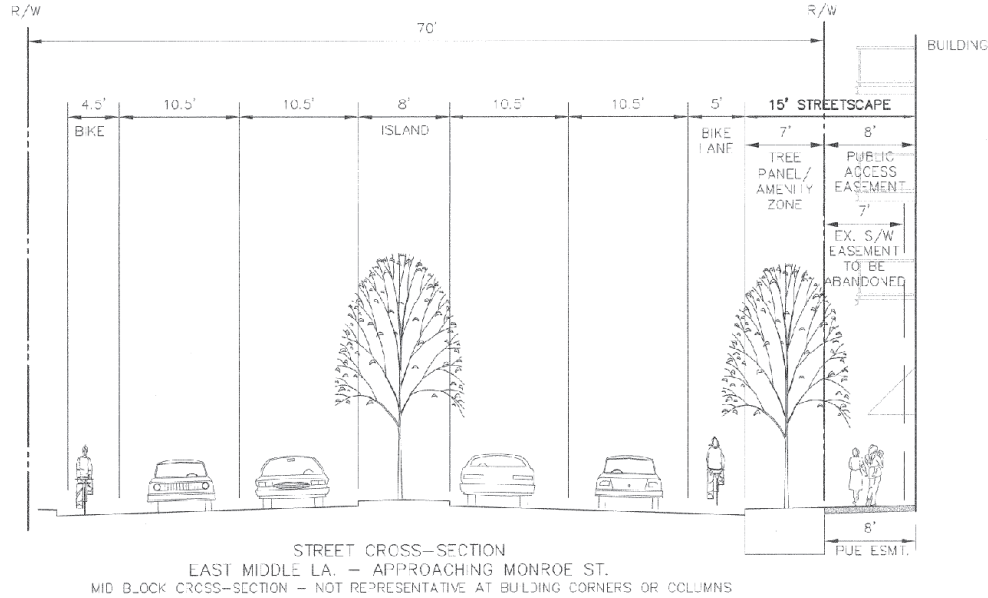 R/W
R/W
70'
BUILDING
4.5'
10.5'
10.5'
8'
10.5'
10.5'
5'
15' STREETSCAPE
BIKE
ISLAND
BIKE
LANE
7'
8'
TREE
PANEL/
AMENITY
ZONE
PUBLIC
ACCESS
EASEMENT
7'
EX. S/W
EASEMENT
TO BE
ABANDONED
8'
PUE ESMT.
STREET CROSS-SECTION
EAST MIDDLE LA. - APPROACHING MONROE ST.
MID BLOCK CROSS-SECTION - NOT REPRESENTATIVE AT BUILDING CORNERS OR COLUMNS